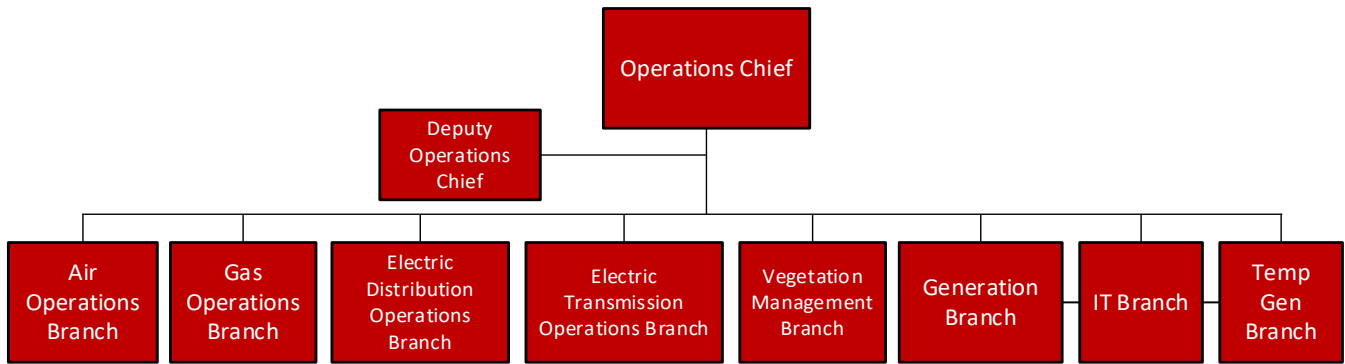 Operations Chief
Deputy
Operations
Chief
Air
Operations
Branch
Gas
Operations
Branch
Electric
Distribution
Operations
Branch
Electric
Transmission
Operations Branch
Vegetation
Management
Branch
Generation
Branch
IT Branch
Temp
Gen
Branch